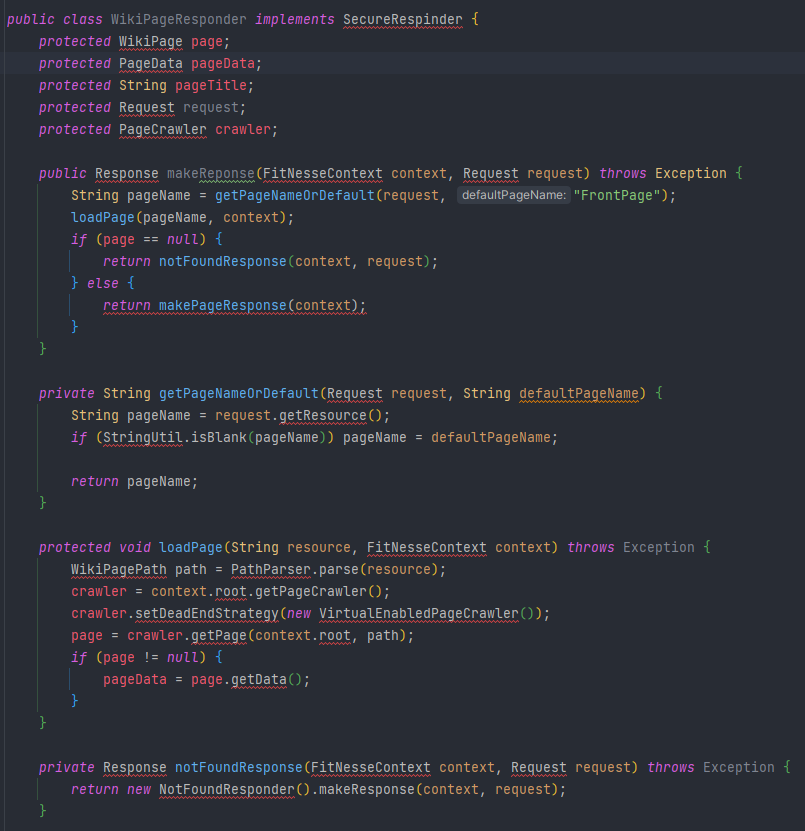 public class WikiPageResponder implements SecureRespinder {
    protected WikiPage page;
    protected PageData pageData;
    protected String pageTitle;
    protected Request request;
    protected PageCrawler crawler;

    public Response makeReponse(FitNesseContext context, Request request) throws Exception {
        String pageName = getPageNameOrDefault(request, defaultPageName: "FrontPage");
        loadPage(pageName, context);
        if (page == null) {
            return notFoundResponse(context, request);
        } else {
            return makePageResponse(context);
        }
    }

    private String getPageNameOrDefault(Request request, String defaultPageName) {
        String pageName = request.getResource();
        if (StringUtil.isBlank(pageName)) pageName = defaultPageName;

        return pageName;
    }

    protected void loadPage(String resource, FitNesseContext context) throws Exception {
        WikiPagePath path = PathParser.parse(resource);
        crawler = context.root.getPageCrawler();
        crawler.setDeadEndStrategy(new VirtualEnabledPageCrawler());
        page = crawler.getPage(context.root, path);
        if (page != null) {
            pageData = page.getData();
        }
    }

    private Response notFoundResponse(FitNesseContext context, Request request) throws Exception {
        return new NotFoundResponder().makeResponse(context, request);
    }